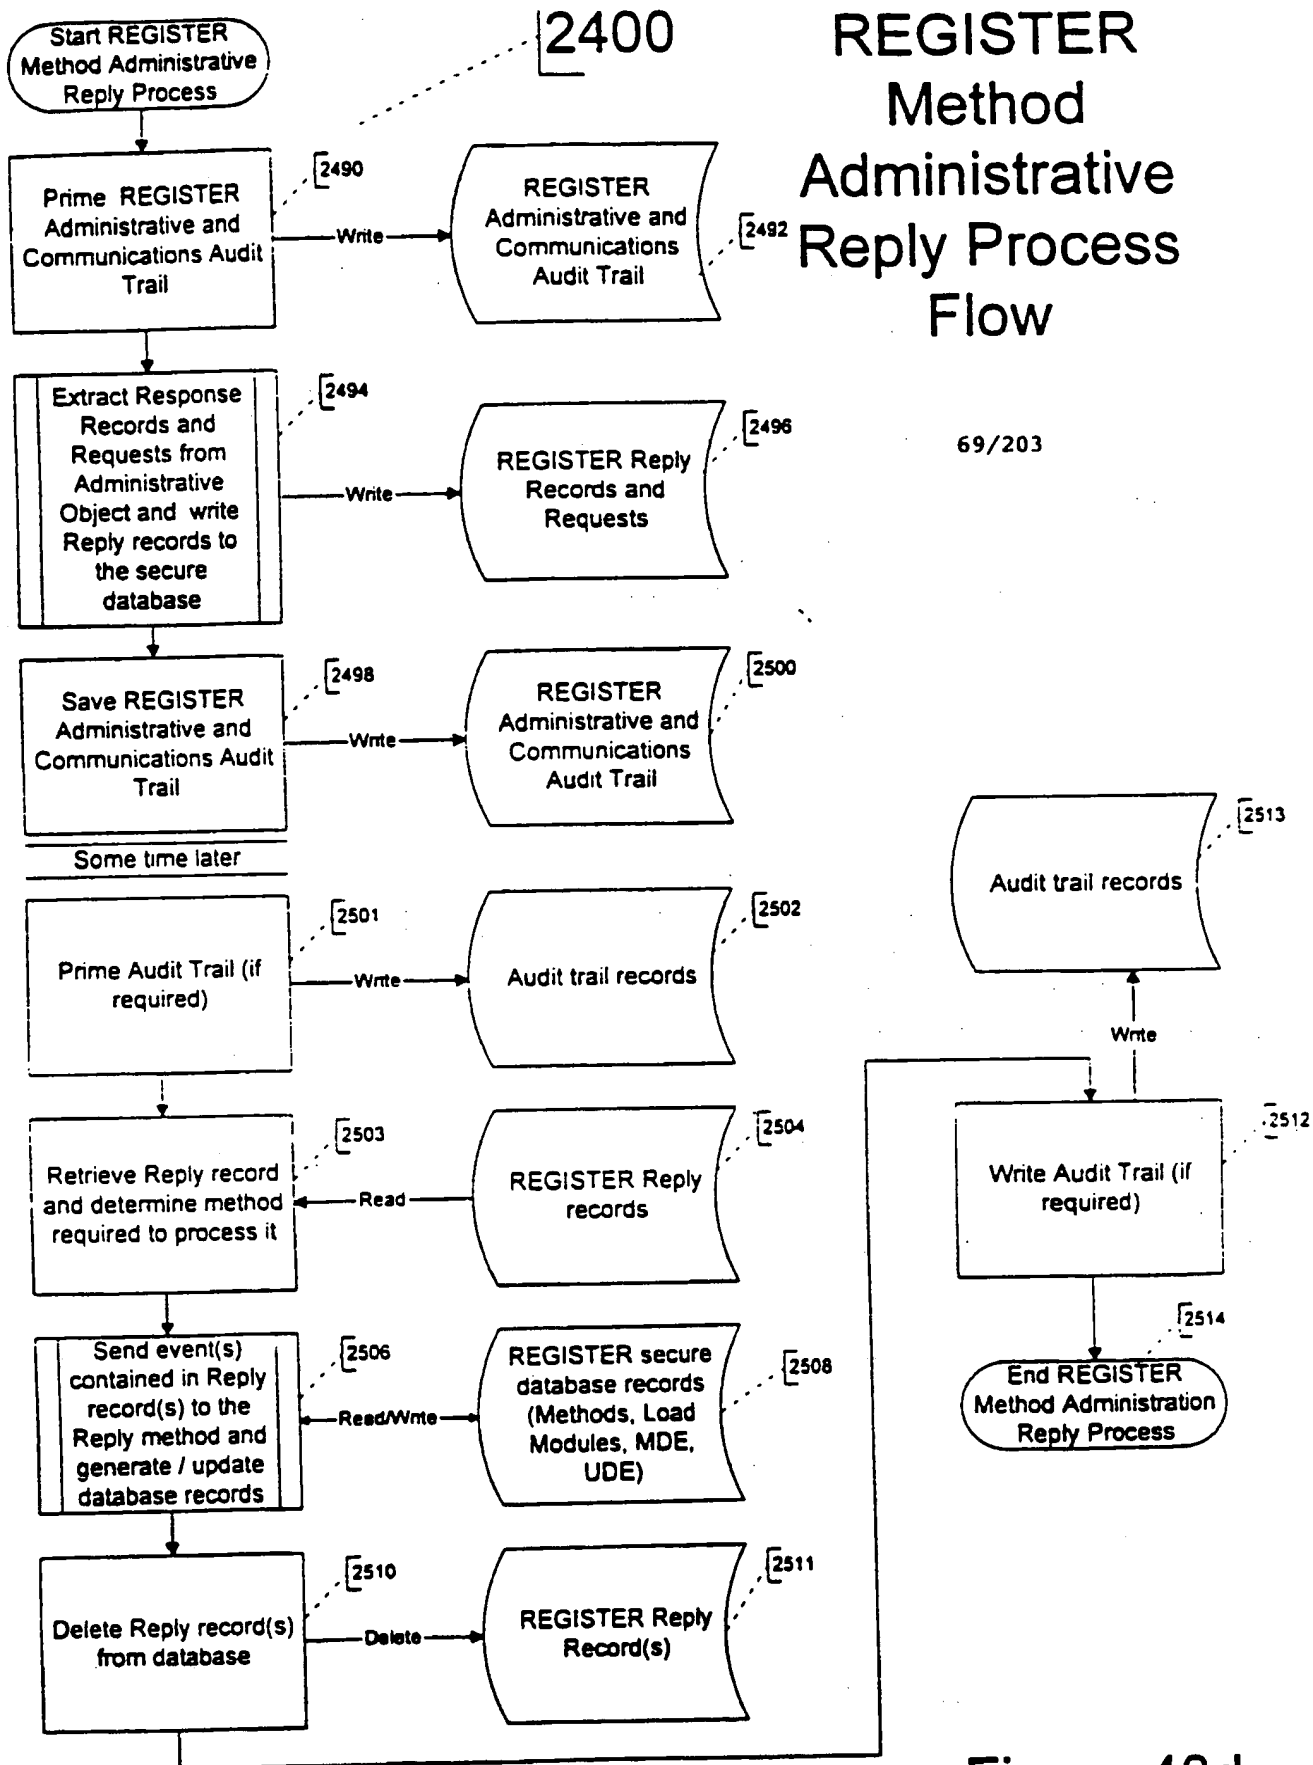 Start REGISTER
Method Administrative
Reply Process
2400
REGISTER
Method
Administrative
Reply Process
Flow
69/203
Prime REGISTER
Administrative and
Communications Audit
Trail
2490
Write
REGISTER
Administrative and
Communications
Audit Trail
2492
Extract Response
Records and
Requests from
Administrative
Object and write
Reply records to
the secure
database
2494
Write
REGISTER Reply
Records and
Requests
2496
Save REGISTER
Administrative and
Communications Audit
Trail
2498
Write
REGISTER
Administrative and
Communications
Audit Trail
2500
Some time later
Prime Audit Trail (if
required)
2501
Write
Audit trail records
2502
Retrieve Reply record
and determine method
required to process it
2503
Read
REGISTER Reply
records
2504
Send event(s)
contained in Reply
record(s) to the
Reply method and
generate / update
database records
2506
Read/Write
REGISTER secure
database records
(Methods, Load
Modules, MDE,
UDE)
2508
Delete Reply record(s)
from database
2510
Delete
REGISTER Reply
Record(s)
2511
Audit trail records
2513
Write
Write Audit Trail (if
required)
2512
2514
End REGISTER
Method Administration
Reply Process